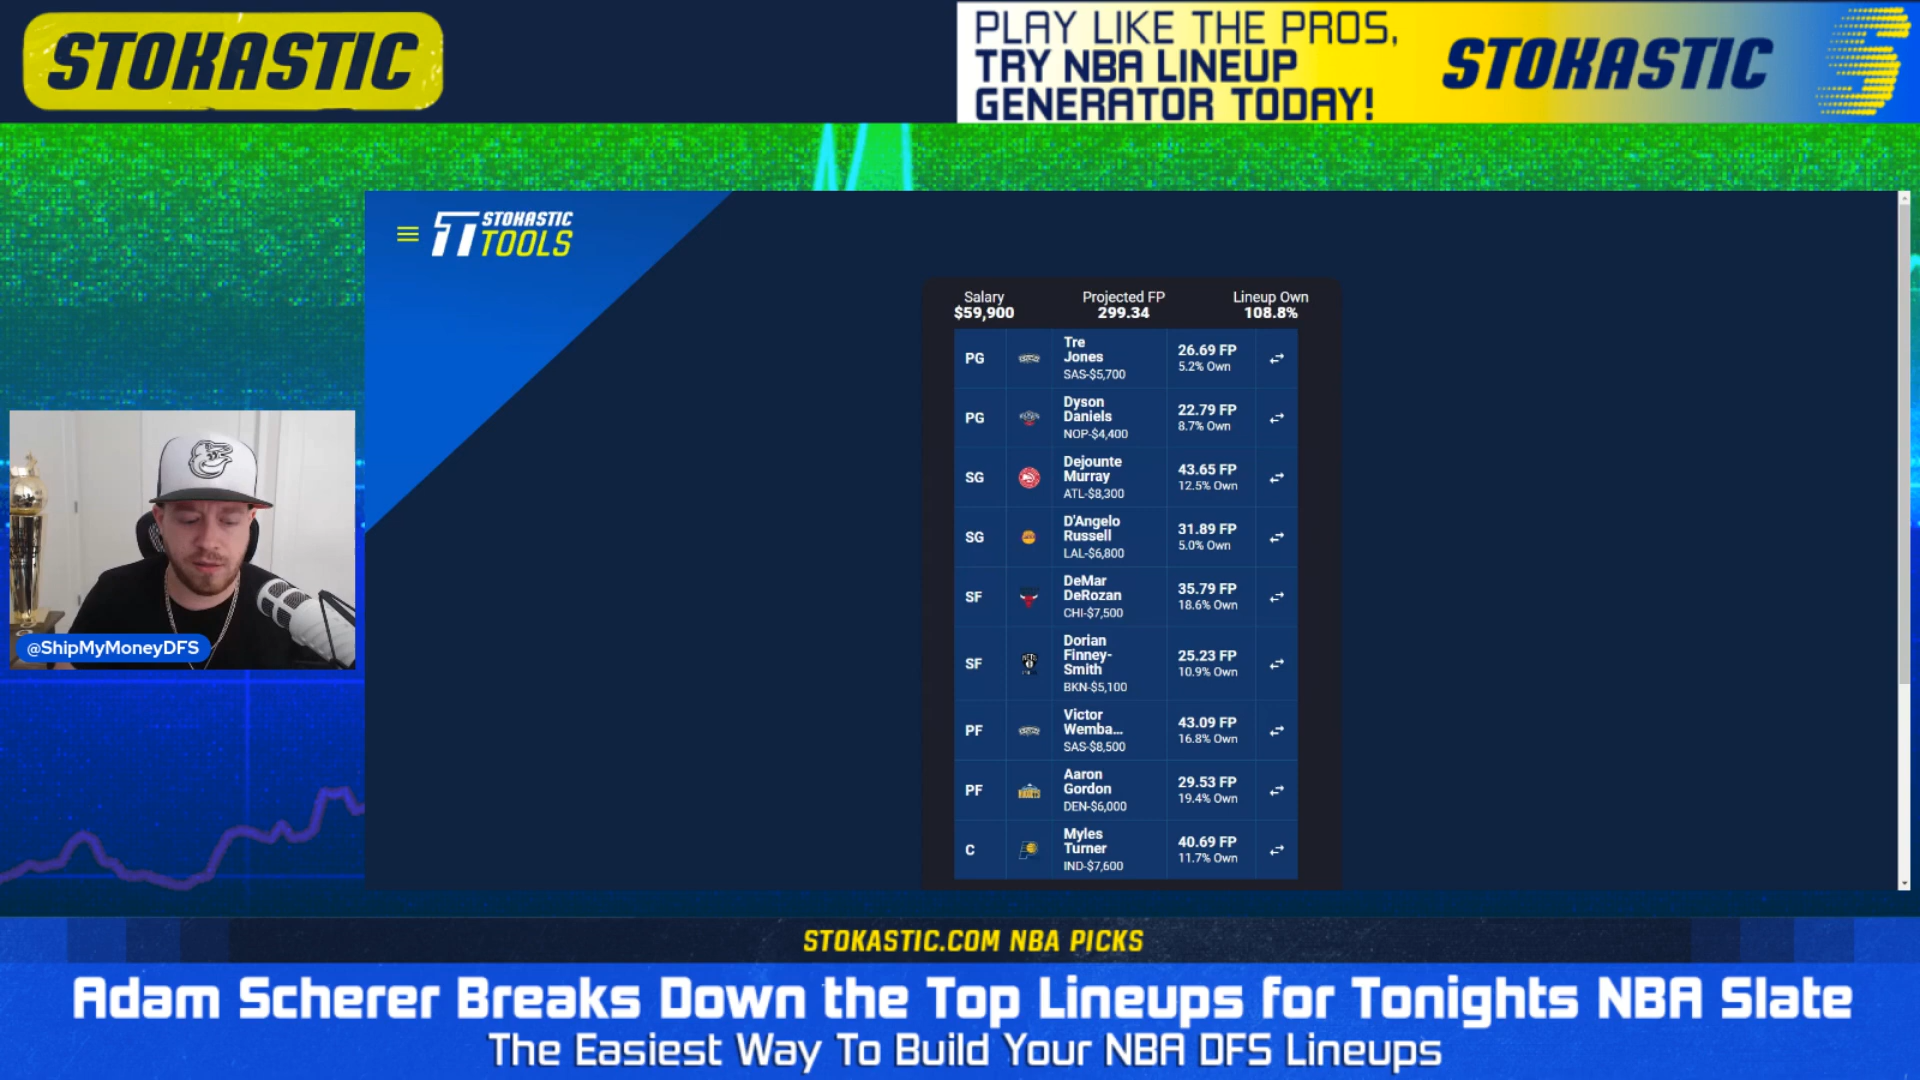 STOKASTIC
PLAY LIKE THE PROS,
TRY NBA LINEUP
GENERATOR TODAY!
STOKASTIC
STOKASTIC
TOOLS
Salary
$59,900
Projected FP
299.34
Lineup Own
108.8%
PG
Tre
Jones
SAS-$5,700
26.69 FP
5.2% Own
PG
Dyson
Daniels
NOP-$4,400
22.79 FP
8.7% Own
SG
Dejounte
Murray
ATL-$8,300
43.65 FP
12.5% Own
SG
D'Angelo
Russell
LAL-$6,800
31.89 FP
5.0% Own
SF
DeMar
DeRozan
CHI-$7,500
35.79 FP
18.6% Own
SF
Dorian
Finney-
Smith
BKN-$5,100
25.23 FP
10.9% Own
PF
Victor
Wemba...
SAS-$8,500
43.09 FP
16.8% Own
PF
Aaron
Gordon
DEN-$6,000
29.53 FP
19.4% Own
C
Myles
Turner
IND-$7,600
40.69 FP
11.7% Own
@ShipMyMoneyDFS
STOKASTIC.COM NBA PICKS
Adam Scherer Breaks Down the Top Lineups for Tonights NBA Slate
The Easiest Way To Build Your NBA DFS Lineups